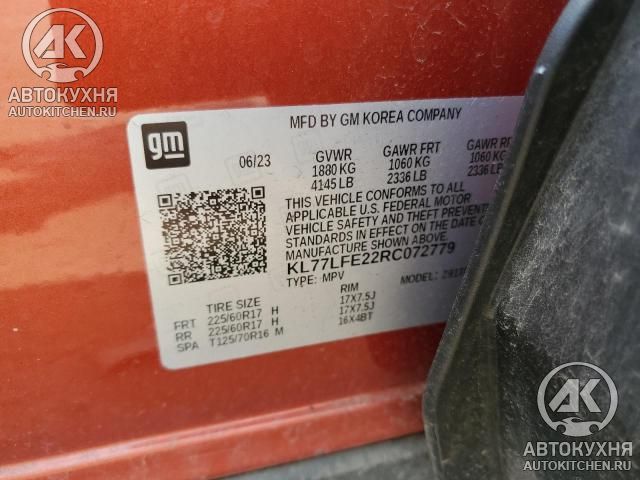 AK
АВТОКУХНЯ
AUTOKITCHEN.RU
gm
MFD BY GM KOREA COMPANY
06/23 GVWR GAWR FRT GAWR RR
1880 KG 1060 KG 1060 KG
4145 LB 2336 LB 2336 LB
THIS VEHICLE CONFORMS TO ALL
APPLICABLE U.S. FEDERAL MOTOR
VEHICLE SAFETY AND THEFT PREVENTION
STANDARDS IN EFFECT ON THE DATE OF
MANUFACTURE SHOWN ABOVE.
KL77LFE22RC072779
TYPE: MPV MODEL:
TIRE SIZE RIM
FRT 225/60R17 H 17X7.5J
RR 225/60R17 H 17X7.5J
SPA T125/70R16 M 16X4BT
AK
АВТОКУХНЯ
AUTOKITCHEN.RU